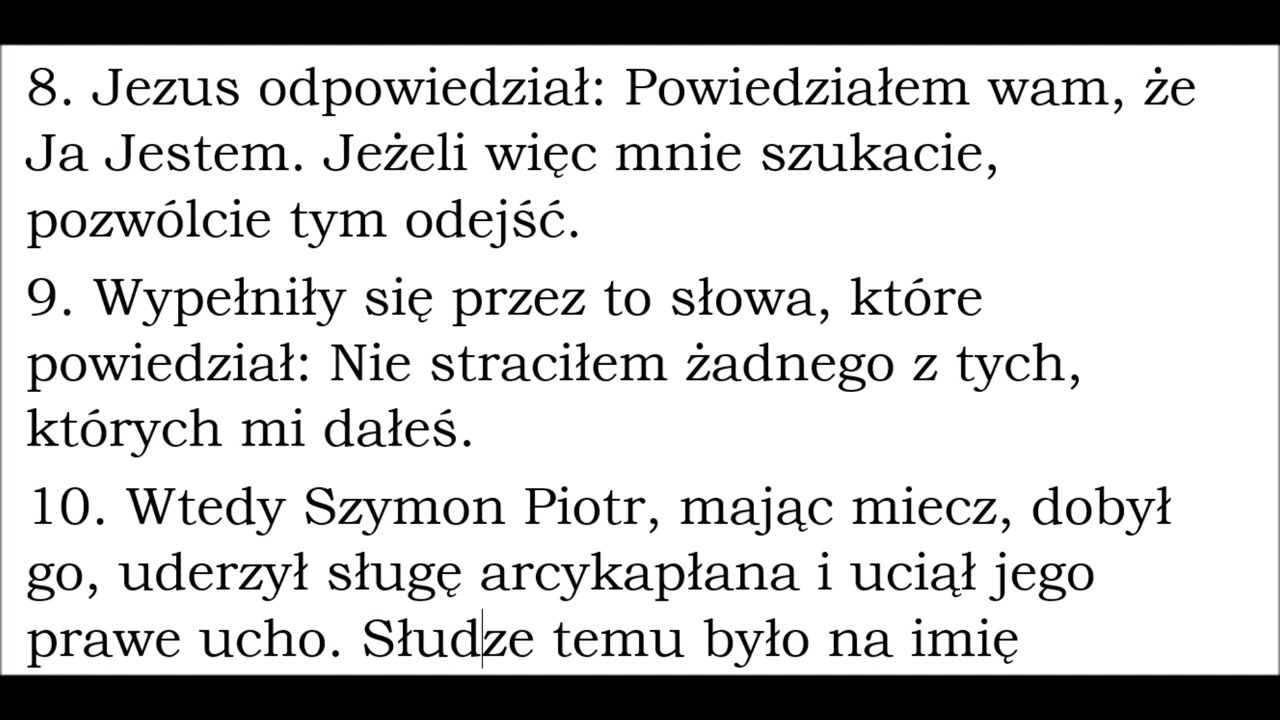 8. Jezus odpowiedział: Powiedziałem wam, że
Ja Jestem. Jeżeli więc mnie szukacie,
pozwólcie tym odejść.
9. Wypełniły się przez to słowa, które
powiedział: Nie straciłem żadnego z tych,
których mi dałeś.
10. Wtedy Szymon Piotr, mając miecz, dobył
go, uderzył sługę arcykapłana i uciął jego
prawe ucho. Słudze temu było na imię